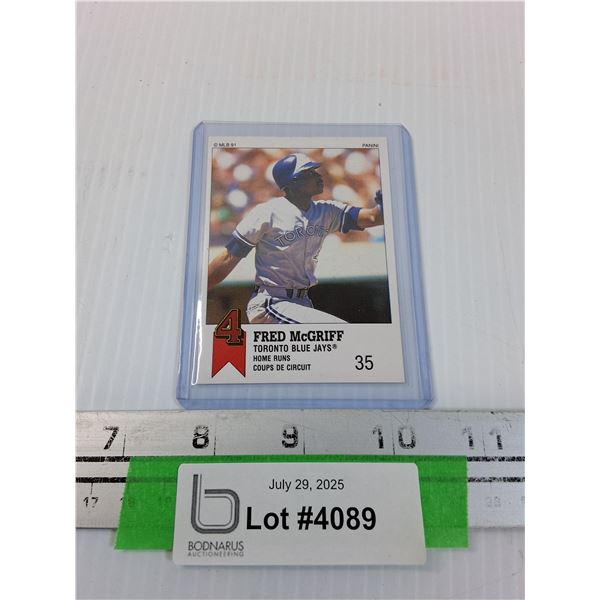 © MLB 91 PANINI
TORONTO
4 FRED McGRIFF
TORONTO BLUE JAYS®
HOME RUNS
COUPS DE CIRCUIT 35
7 8 9 10 11
17
July 29, 2025
Lot #4089
BODNARUS
AUCTIONEERING